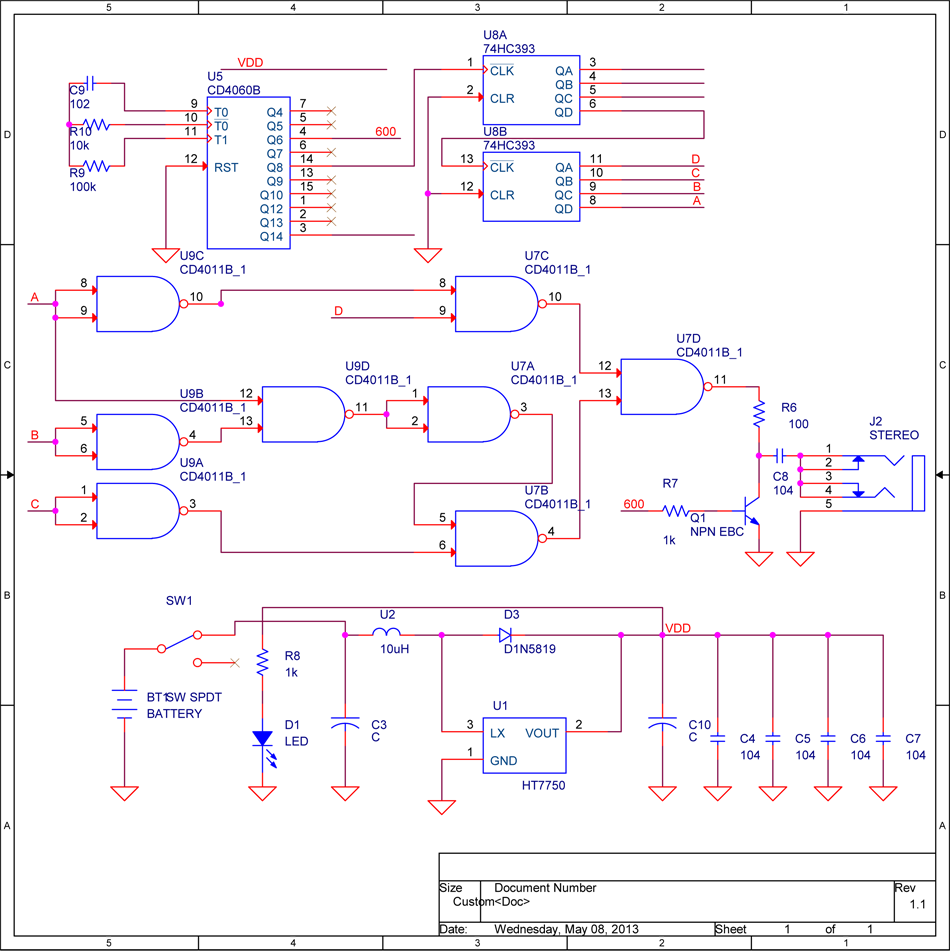 5 4 3 2 1
D
C
B
A
D
C
B
A
VDD
U5
CD4060B
C9
102
R10
10k
R9
100k
9 T0
10 T0
11 T1
12 RST
Q4 7
Q5 5
Q6 4
Q7 6
Q8 14
Q9 13
Q10 15
Q12 1
Q13 2
Q14 3
600
U8A
74HC393
1 CLK
2 CLR
QA 3
QB 4
QC 5
QD 6
U8B
74HC393
13 CLK
12 CLR
QA 11 D
QB 10 C
QC 9 B
QD 8 A
U9C
CD4011B_1
A
8
9
10
U7C
CD4011B_1
8
D
9
10
U7D
CD4011B_1
12
13
11
U9B
CD4011B_1
B
5
6
4
U9D
CD4011B_1
12
13
11
U7A
CD4011B_1
1
2
3
U9A
CD4011B_1
C
1
2
3
U7B
CD4011B_1
5
6
4
R6
100
J2
STEREO
1
2
3
4
5
C8
104
R7
600
1k
Q1
NPN EBC
SW1
BT1
SW SPDT
BATTERY
R8
1k
D1
LED
U2
10uH
C3
C
D3
D1N5819
VDD
U1
3 LX
VOUT 2
1 GND
HT7750
C10
C
C4
104
C5
104
C6
104
C7
104
Size
Document Number
Rev
Custom
<Doc>
1.1
Date:
Wednesday, May 08, 2013
Sheet 1 of 1
5 4 3 2 1